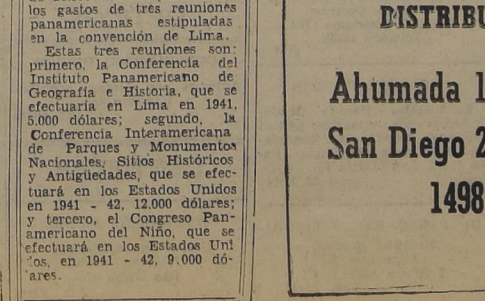 los gastos de tres reuniones
panamericanas estipuladas
en la convención de Lima.
Estas tres reuniones son:
primero, la Conferencia del
Instituto Panamericano de
Geografía e Historia, que se
efectuaría en Lima en 1941,
5.000 dólares; segundo, la
Conferencia Interamericana
de Parques y Monumentos
Nacionales, Sitios Históricos
y Antigüedades, que se efec-
tuará en los Estados Unidos
en 1941 - 42, 12.000 dólares;
y tercero, el Congreso Pan-
americano del Niño, que se
efectuará en los Estados Uni
dos, en 1941 - 42, 9.000 dó-
ares.
DISTRIBU
Ahumada 1
San Diego 2
1498